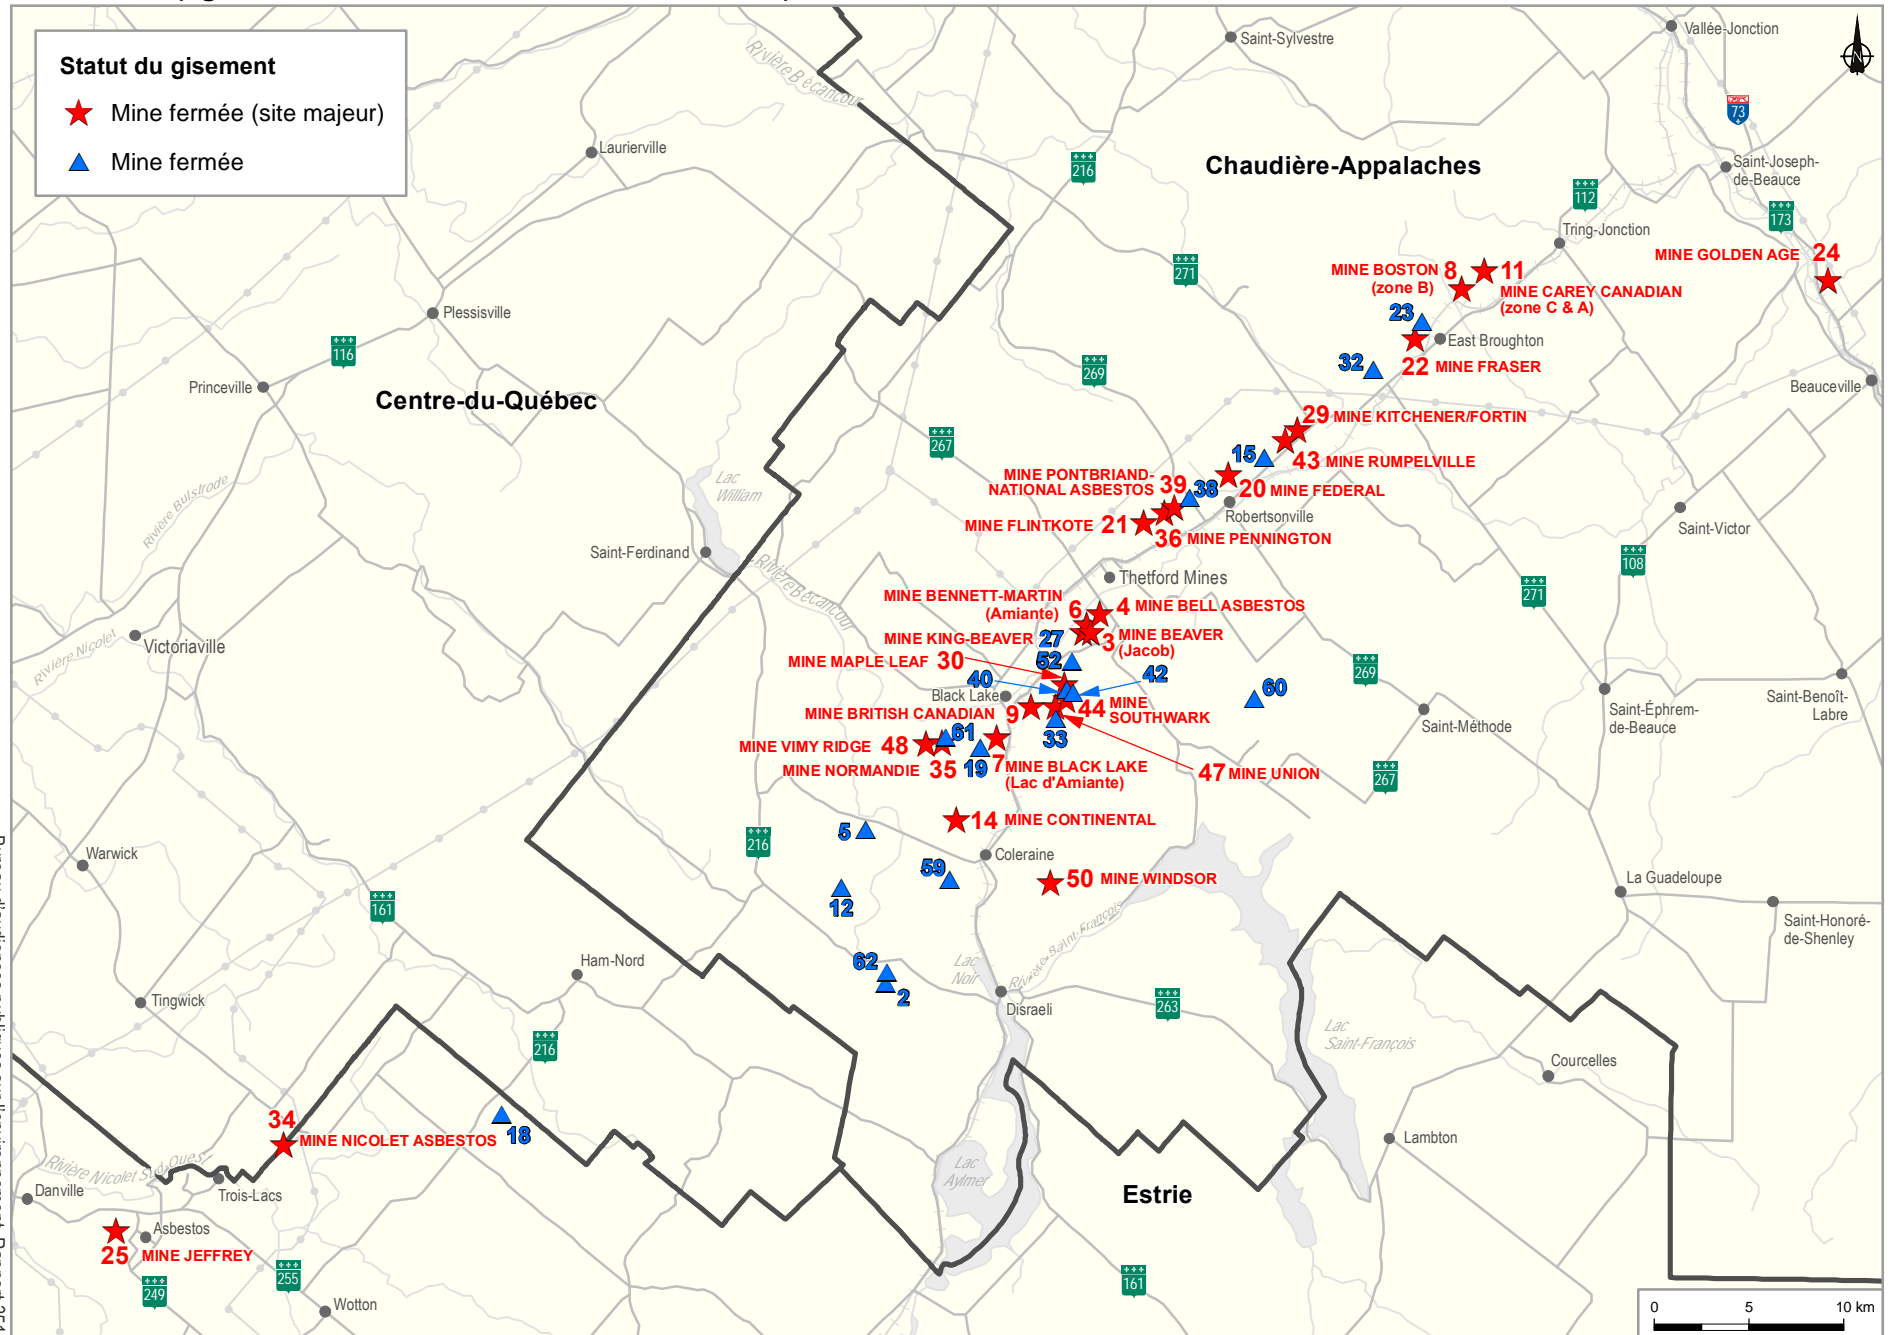 Statut du gisement
Mine fermée (site majeur)
Mine fermée
Saint-Sylvestre
Vallée-Jonction
Rivière Bécancour
73
Laurierville
216
Chaudière-Appalaches
Saint-Joseph-
de-Beauce
112
173
Tring-Jonction
MINE GOLDEN AGE 24
271
MINE BOSTON 8
(zone B)
11
MINE CAREY CANADIAN
(zone C & A)
Plessisville
23
East Broughton
116
32
22 MINE FRASER
269
Princeville
Beauceville
Centre-du-Québec
29 MINE KITCHENER/FORTIN
267
15
43 MINE RUMPELVILLE
Lac
William
MINE PONTBRIAND-
NATIONAL ASBESTOS 39
38
20 MINE FEDERAL
Rivière Bulstrode
Robertsonville
MINE FLINTKOTE 21
36 MINE PENNINGTON
Saint-Victor
Saint-Ferdinand
108
Rivière Bécancour
Thetford Mines
271
MINE BENNETT-MARTIN
(Amiante) 6
4 MINE BELL ASBESTOS
MINE KING-BEAVER 27
3 MINE BEAVER
(Jacob)
Rivière Nicolet
Victoriaville
MINE MAPLE LEAF 30
52
40
42
60
269
Black Lake
Saint-Benoît-
Labre
MINE BRITISH CANADIAN 9
44 MINE
SOUTHWARK
Saint-Méthode
Saint-Éphrem-
de-Beauce
33
MINE VIMY RIDGE 48
61
MINE NORMANDIE 35
19
7 MINE BLACK LAKE
(Lac d'Amiante)
47 MINE UNION
267
14 MINE CONTINENTAL
5
216
Warwick
Coleraine
59
50 MINE WINDSOR
12
La Guadeloupe
161
Rivière Saint-François
Saint-Honoré-
de-Shenley
Ham-Nord
62
Lac
Noir
2
Tingwick
Disraeli
263
216
Lac
Saint-François
Courcelles
34
MINE NICOLET ASBESTOS
18
Lambton
Rivière Nicolet Sud-Ouest
Lac
Aylmer
Danville
Trois-Lacs
Estrie
Asbestos
25 MINE JEFFREY
255
249
161
Wotton
0 5 10 km